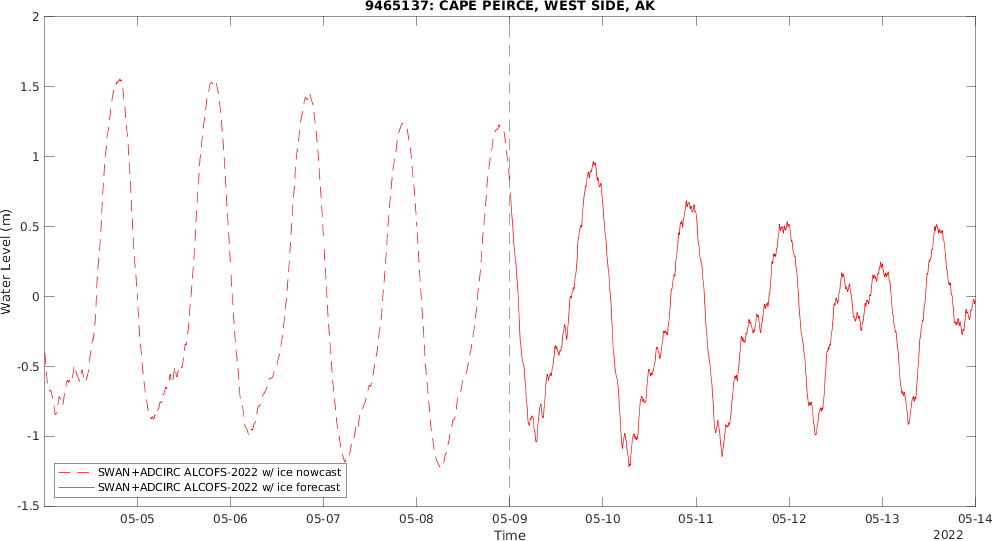 9465137: CAPE PEIRCE, WEST SIDE, AK
2
1.5
1
0.5
0
-0.5
-1
-1.5
Water Level (m)
SWAN+ADCIRC ALCOFS-2022 w/ ice nowcast
SWAN+ADCIRC ALCOFS-2022 w/ ice forecast
05-05 05-06 05-07 05-08 05-09 05-10 05-11 05-12 05-13 05-14
Time
2022